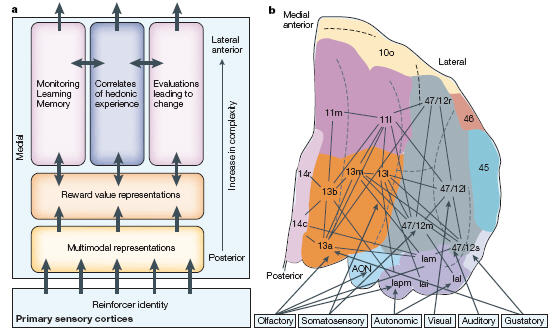 a
Medial
Monitoring
Learning
Memory
Correlates
of hedonic
experience
Evaluations
leading to
change
Lateral
anterior
Increase in complexity
Posterior
Reward value representations
Multimodal representations
Reinforcer identity
Primary sensory cortices
b
Medial
anterior
Lateral
10o
47/12r
11m
11l
46
45
14r
13m
13l
13b
47/12l
14c
47/12m
13a
47/12s
Posterior
AON
Iam
Iapm
Iai
Ial
Olfactory
Somatosensory
Autonomic
Visual
Auditory
Gustatory